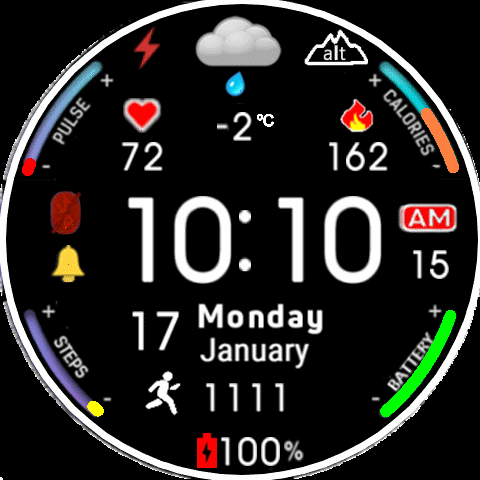 alt
+ +
PULSE CALORIES
-2°C
72 162
- -
10:10 AM
15
17 Monday
January
+ +
STEPS BATTERY
1111
- -
100%